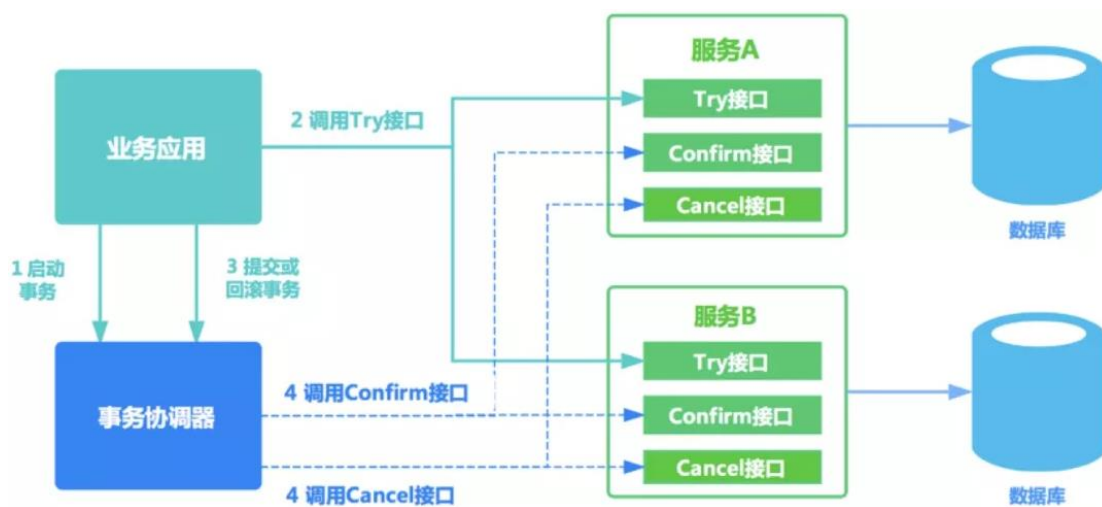 服务A
Try接口
2 调用Try接口
业务应用
Confirm接口
Cancel接口
数据库
1 启动
事务
3 提交或
回滚事务
服务B
Try接口
4 调用Confirm接口
事务协调器
Confirm接口
Cancel接口
4 调用Cancel接口
数据库